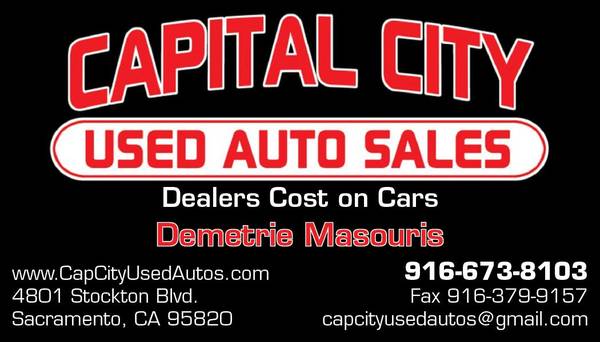 CAPITAL CITY
USED AUTO SALES
Dealers Cost on Cars
Demetrie Masouris
www.CapCityUsedAutos.com
916-673-8103
4801 Stockton Blvd.
Fax 916-379-9157
Sacramento, CA 95820
capcityusedautos@gmail.com